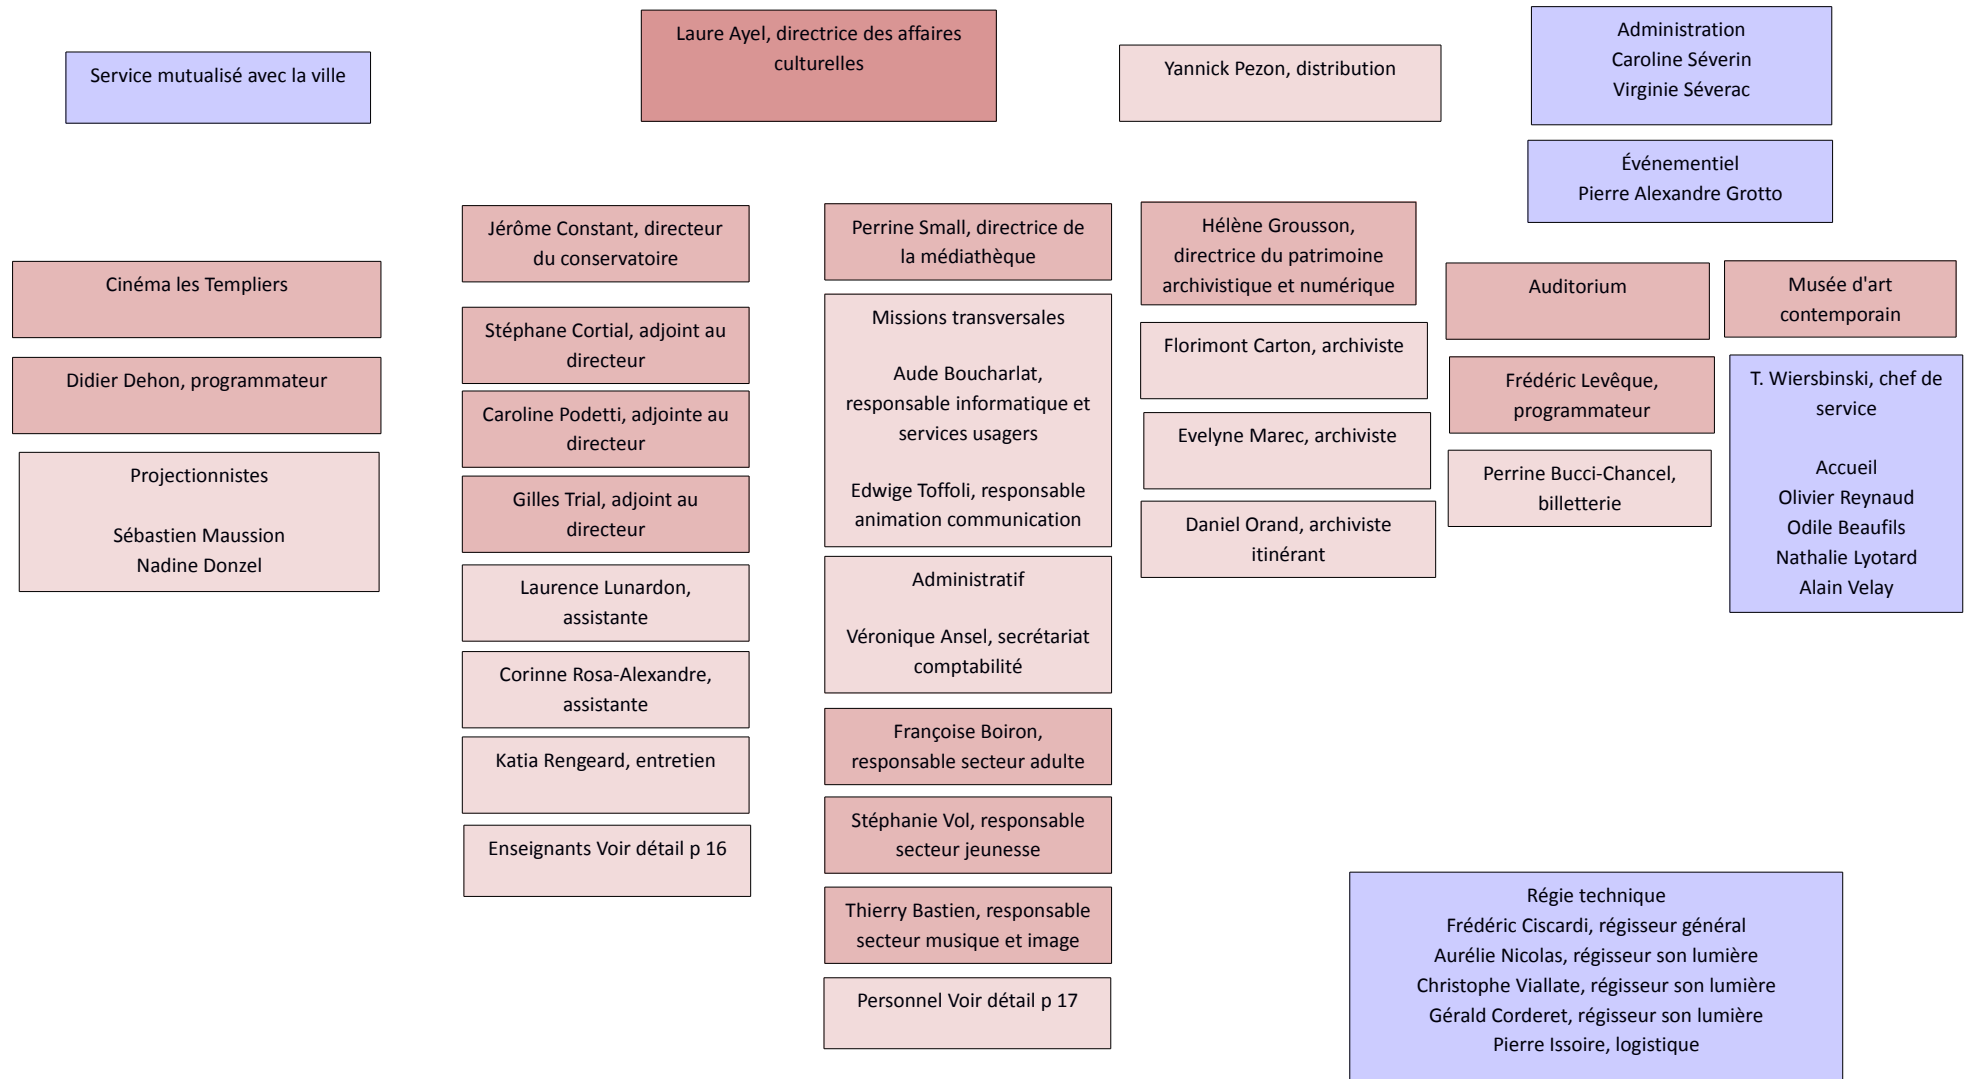 Service mutualisé avec la ville
Laure Ayel, directrice des affaires
culturelles
Yannick Pezon, distribution
Administration
Caroline Séverin
Virginie Séverac
Événementiel
Pierre Alexandre Grotto
Cinéma les Templiers
Didier Dehon, programmateur
Projectionnistes
Sébastien Maussion
Nadine Donzel
Jérôme Constant, directeur
du conservatoire
Stéphane Cortial, adjoint au
directeur
Caroline Podetti, adjointe au
directeur
Gilles Trial, adjoint au
directeur
Laurence Lunardon,
assistante
Corinne Rosa-Alexandre,
assistante
Katia Rengeard, entretien
Enseignants Voir détail p 16
Perrine Small, directrice de
la médiathèque
Missions transversales
Aude Boucharlat,
responsable informatique et
services usagers
Edwige Toffoli, responsable
animation communication
Administratif
Véronique Ansel, secrétariat
comptabilité
Françoise Boiron,
responsable secteur adulte
Stéphanie Vol, responsable
secteur jeunesse
Thierry Bastien, responsable
secteur musique et image
Personnel Voir détail p 17
Hélène Grousson,
directrice du patrimoine
archivistique et numérique
Florimont Carton, archiviste
Evelyne Marec, archiviste
Daniel Orand, archiviste
itinérant
Auditorium
Frédéric Levêque,
programmateur
Perrine Bucci-Chancel,
billetterie
Musée d'art
contemporain
T. Wiersbinski, chef de
service
Accueil
Olivier Reynaud
Odile Beaufils
Nathalie Lyotard
Alain Velay
Régie technique
Frédéric Ciscardi, régisseur général
Aurélie Nicolas, régisseur son lumière
Christophe Viallate, régisseur son lumière
Gérald Corderet, régisseur son lumière
Pierre Issoire, logistique